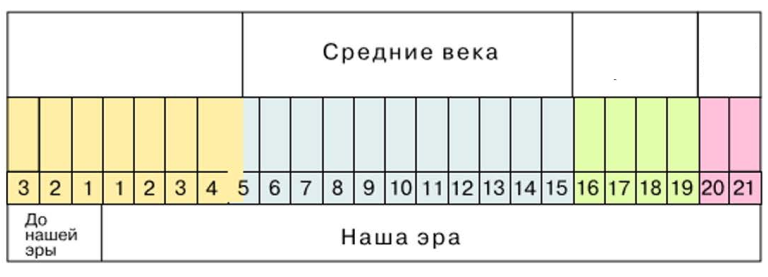 Средние века
3 2 1 1 2 3 4 5 6 7 8 9 10 11 12 13 14 15 16 17 18 19 20 21
До
нашей
эры
Наша эра